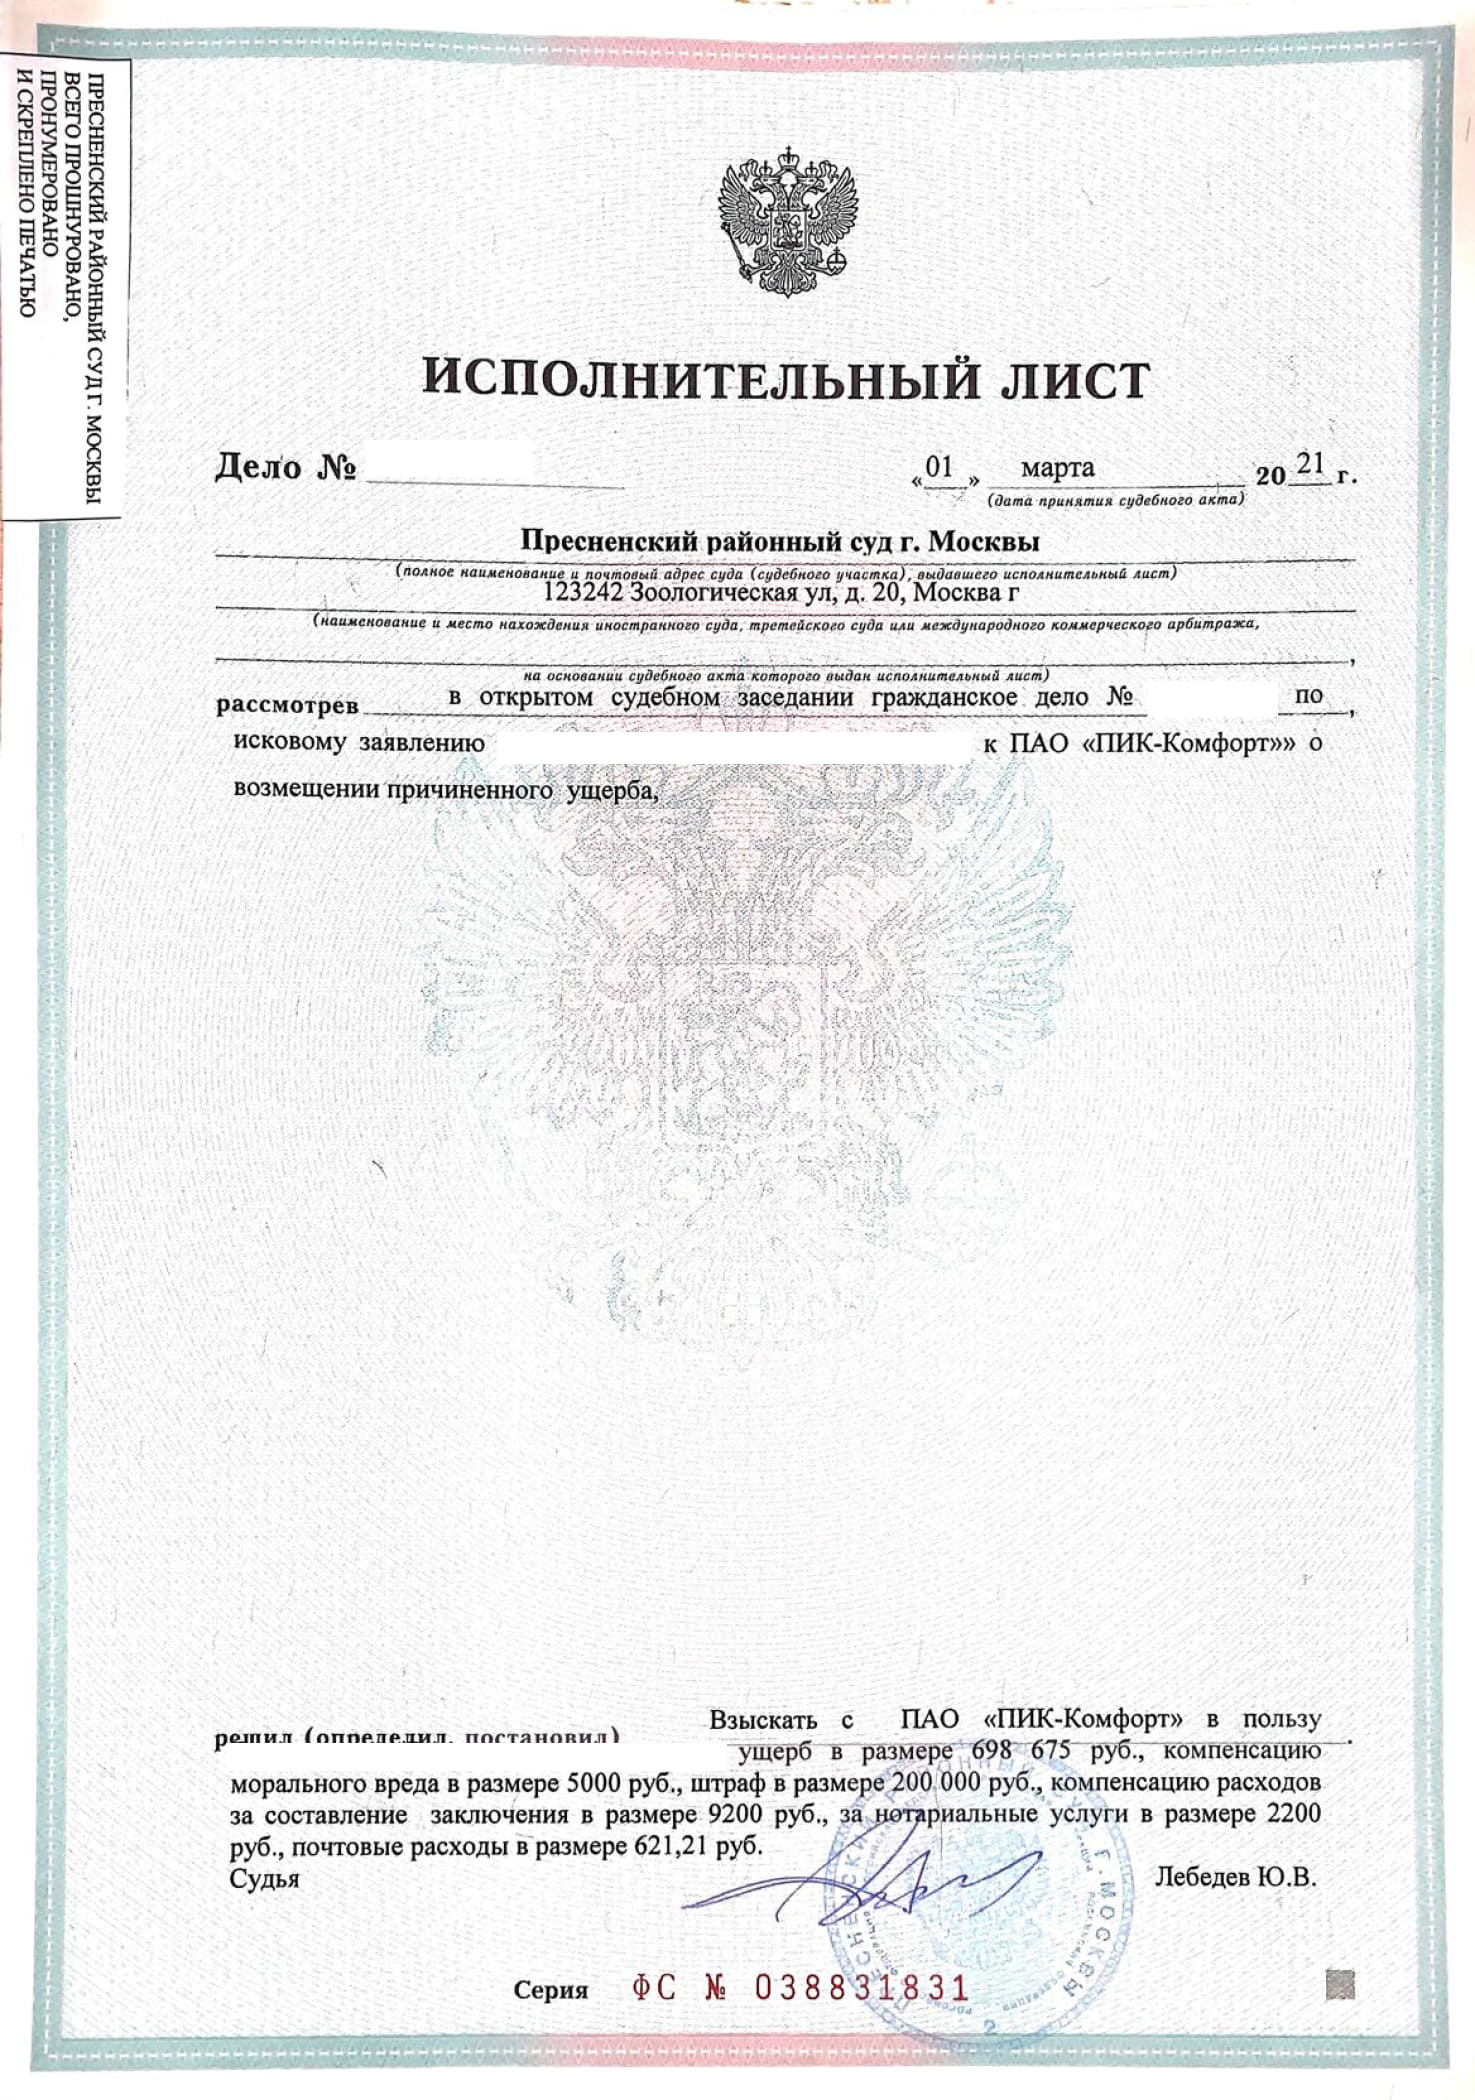 ПРЕСНЕНСКИЙ РАЙОННЫЙ СУД Г. МОСКВЫ
ВСЕГО ПРОШНУРОВАНО,
ПРОНУМЕРОВАНО
И СКРЕПЛЕНО ПЕЧАТЬЮ
ИСПОЛНИТЕЛЬНЫЙ ЛИСТ
Дело № «01» марта 2021 г.
(дата принятия судебного акта)
Пресненский районный суд г. Москвы
(полное наименование и почтовый адрес суда (судебного участка), выдавшего исполнительный лист)
123242 Зоологическая ул, д. 20, Москва г
(наименование и место нахождения иностранного суда, третейского суда или международного коммерческого арбитража,
,
на основании судебного акта которого выдан исполнительный лист)
рассмотрев в открытом судебном заседании гражданское дело № по ,
исковому заявлению к ПАО «ПИК-Комфорт»» о
возмещении причиненного ущерба,
решил (определил, постановил) Взыскать с ПАО «ПИК-Комфорт» в пользу
ущерб в размере 698 675 руб., компенсацию
морального вреда в размере 5000 руб., штраф в размере 200 000 руб., компенсацию расходов
за составление заключения в размере 9200 руб., за нотариальные услуги в размере 2200
руб., почтовые расходы в размере 621,21 руб.
Судья Лебедев Ю.В.
Серия ФС № 038831831